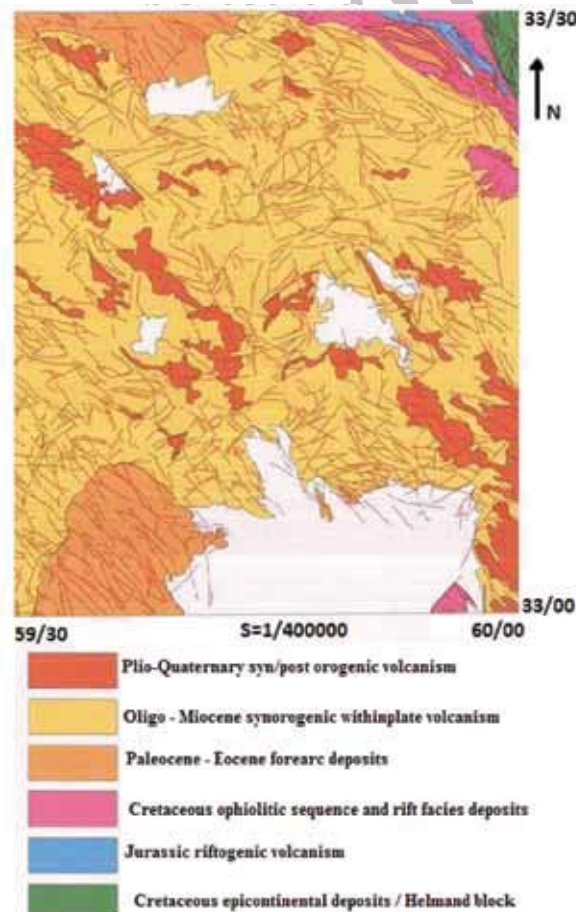 33/30
N
33/00
59/30 S=1/400000 60/00
Plio-Quaternary syn/post orogenic volcanism
Oligo - Miocene synorogenic withinplate volcanism
Paleocene - Eocene forearc deposits
Cretaceous ophiolitic sequence and rift facies deposits
Jurassic riftogenic volcanism
Cretaceous epicontinental deposits / Helmand block